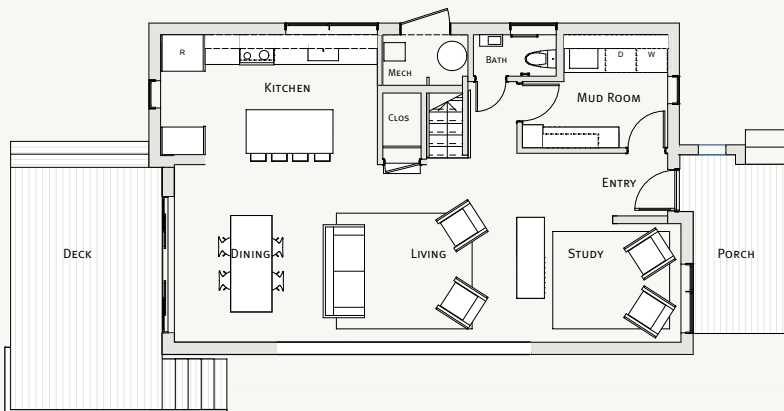 R
Bath
D W
Mech
Kitchen
Mud Room
Clos
Entry
Deck
Dining
Living
Study
Porch